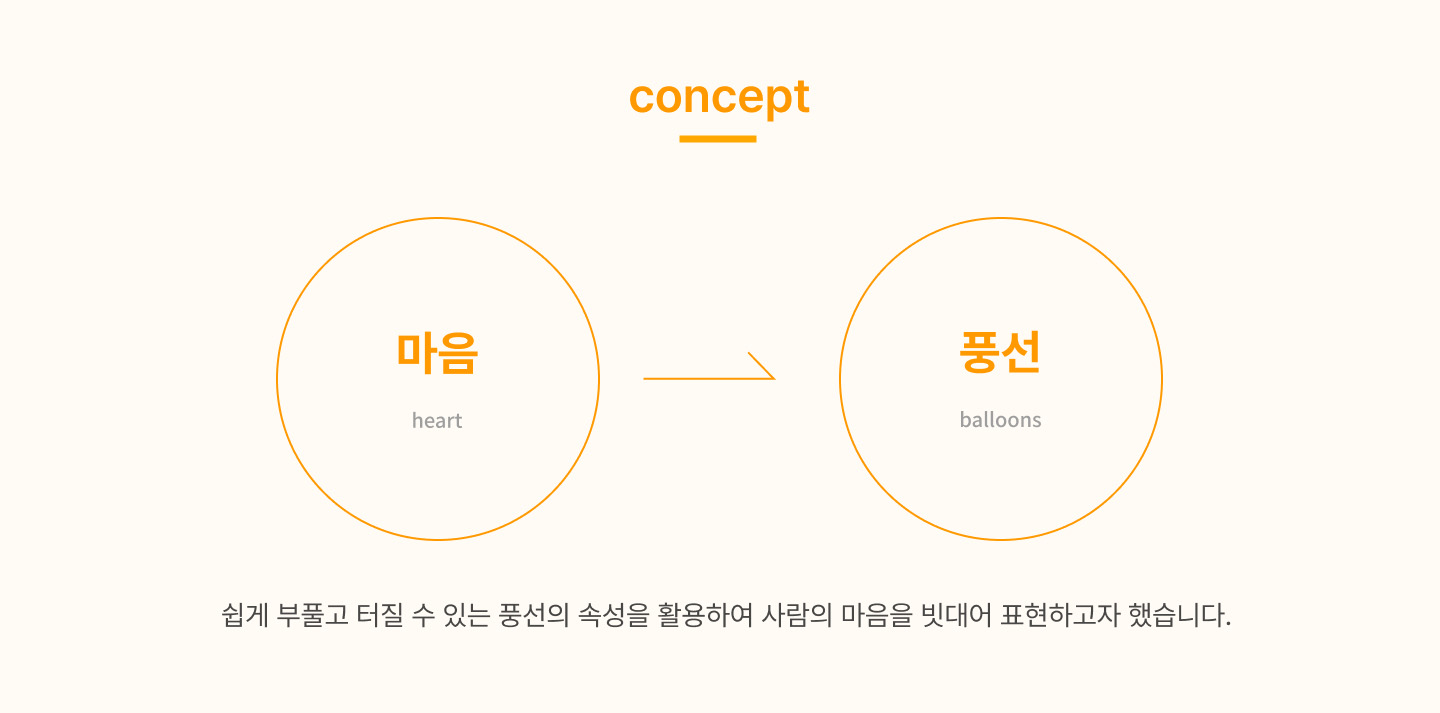 concept
마음
heart
풍선
balloons
쉽게 부풀고 터질 수 있는 풍선의 속성을 활용하여 사람의 마음을 빗대어 표현하고자 했습니다.